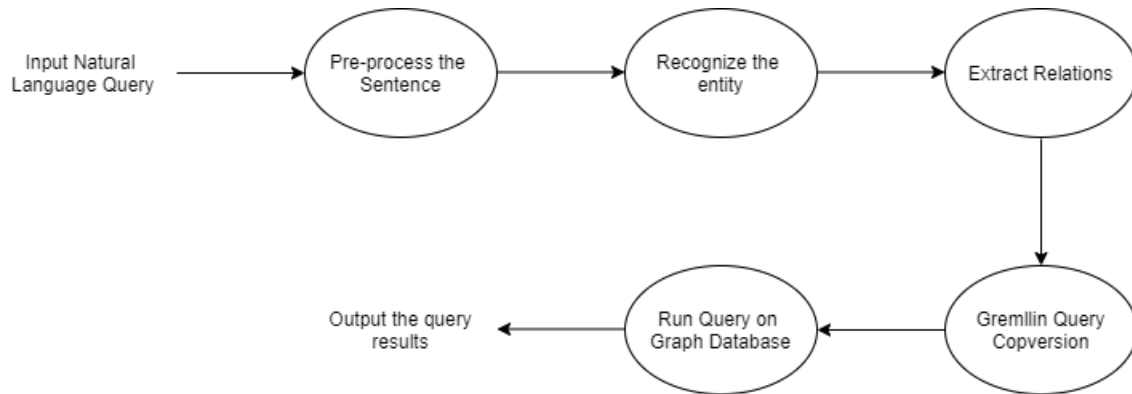 Input Natural
Language Query
Pre-process the
Sentence
Recognize the
entity
Extract Relations
Gremllin Query
Copversion
Run Query on
Graph Database
Output the query
results